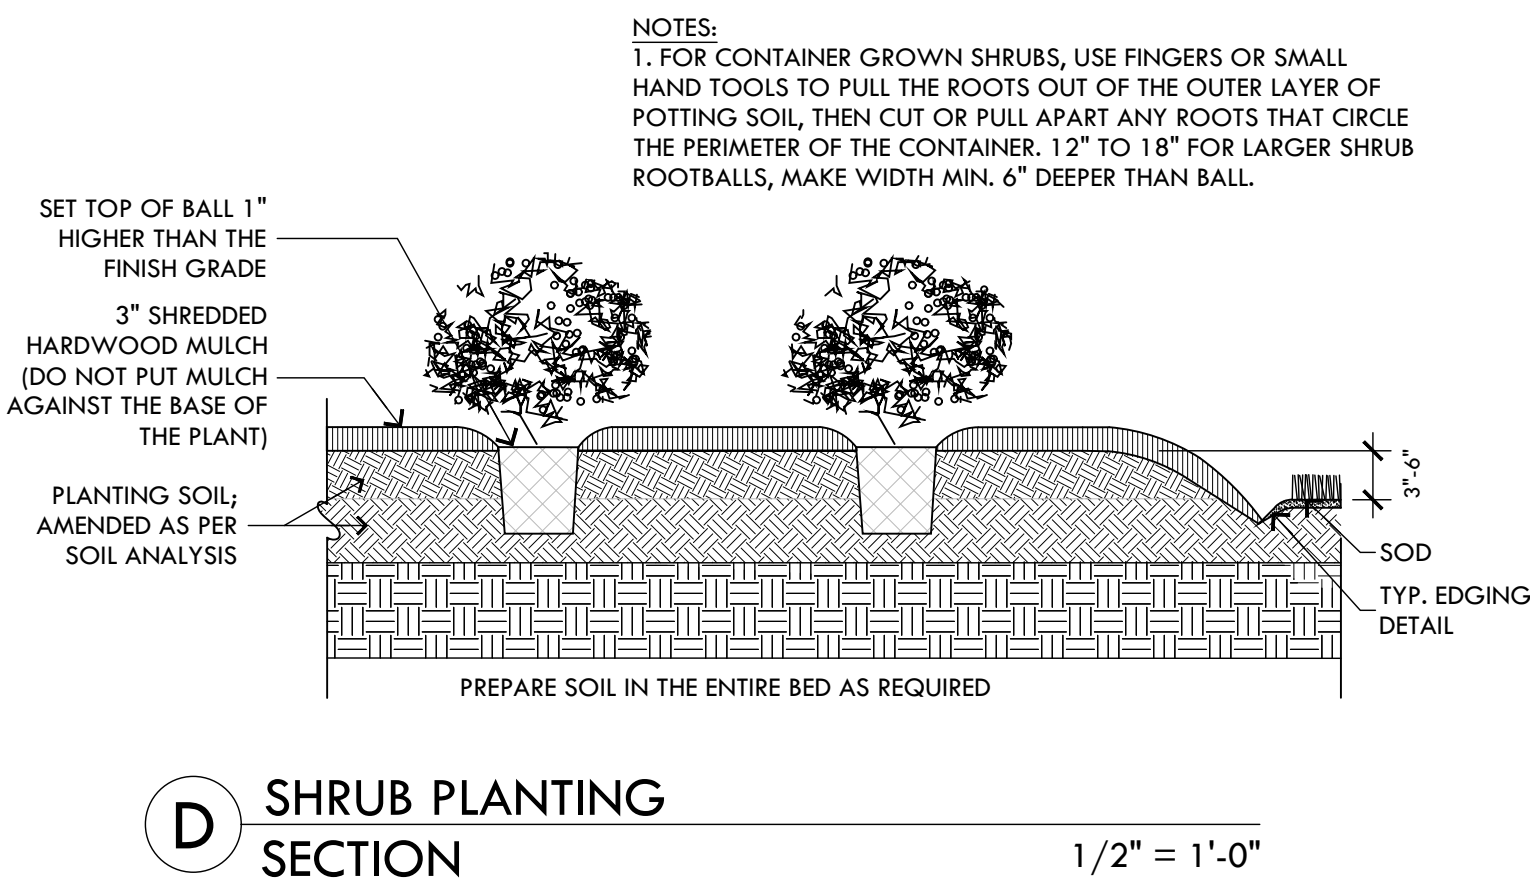 NOTES:
1. FOR CONTAINER GROWN SHRUBS, USE FINGERS OR SMALL
HAND TOOLS TO PULL THE ROOTS OUT OF THE OUTER LAYER OF
POTTING SOIL, THEN CUT OR PULL APART ANY ROOTS THAT CIRCLE
THE PERIMETER OF THE CONTAINER. 12" TO 18" FOR LARGER SHRUB
ROOTBALLS, MAKE WIDTH MIN. 6" DEEPER THAN BALL.
SET TOP OF BALL 1"
HIGHER THAN THE
FINISH GRADE
3" SHREDDED
HARDWOOD MULCH
(DO NOT PUT MULCH
AGAINST THE BASE OF
THE PLANT)
PLANTING SOIL;
AMENDED AS PER
SOIL ANALYSIS
3"-6"
SOD
TYP. EDGING
DETAIL
PREPARE SOIL IN THE ENTIRE BED AS REQUIRED
D
SHRUB PLANTING
SECTION
1/2" = 1'-0"